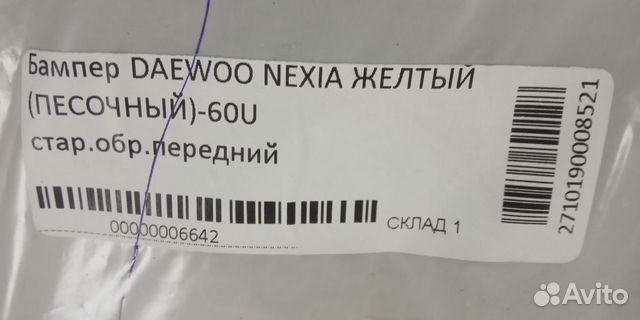 Бампер DAEWOO NEXIA ЖЕЛТЫЙ
(ПЕСОЧНЫЙ)-60U
стар.обр.передний
00000006642
СКЛАД 1
2710190008521
Avito